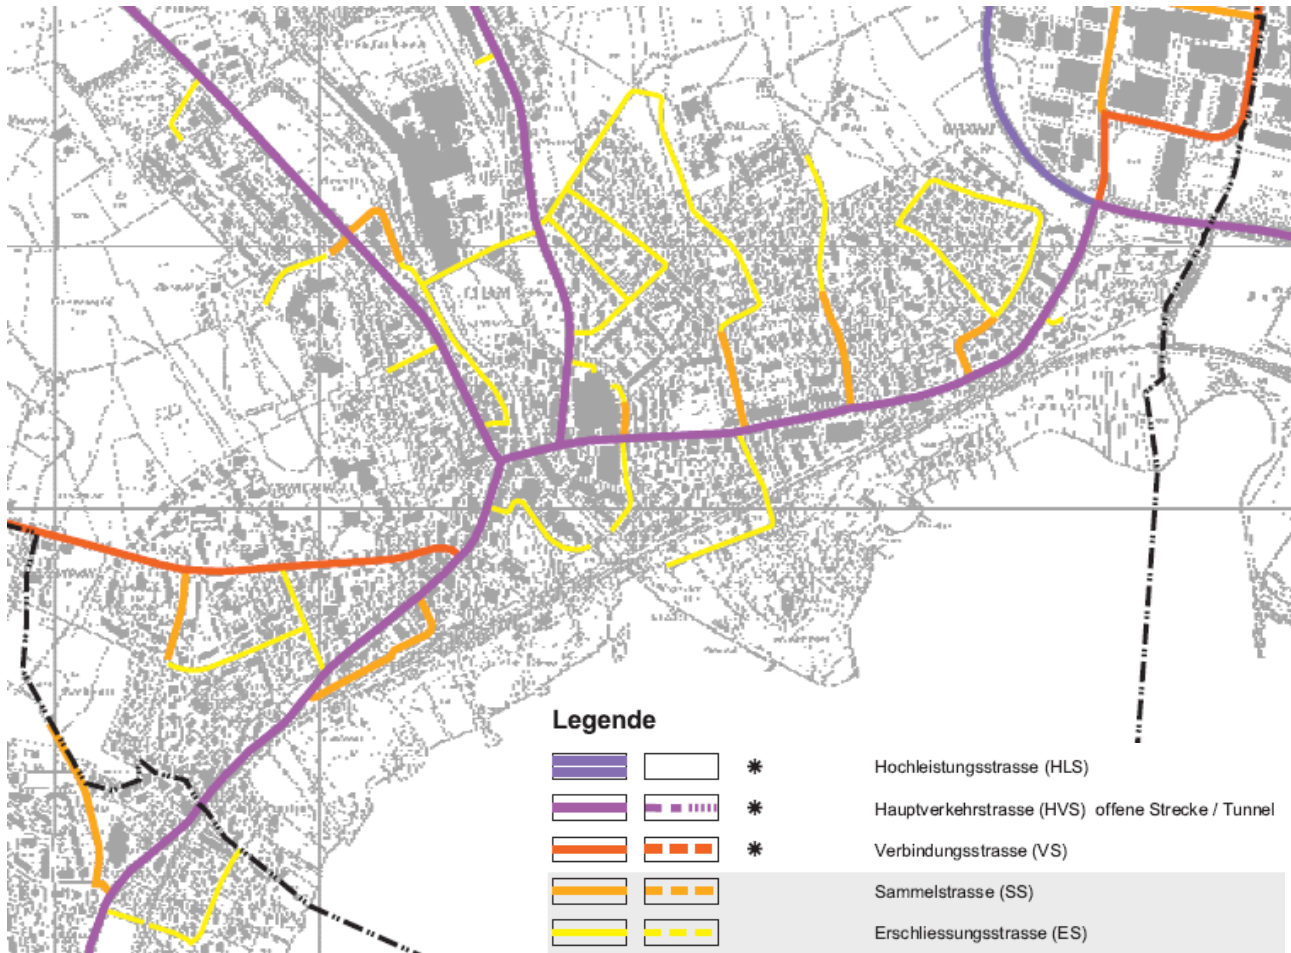 Legende
Hochleistungsstrasse (HLS)
Hauptverkehrstrasse (HVS) offene Strecke / Tunnel
Verbindungsstrasse (VS)
Sammelstrasse (SS)
Erschliessungsstrasse (ES)